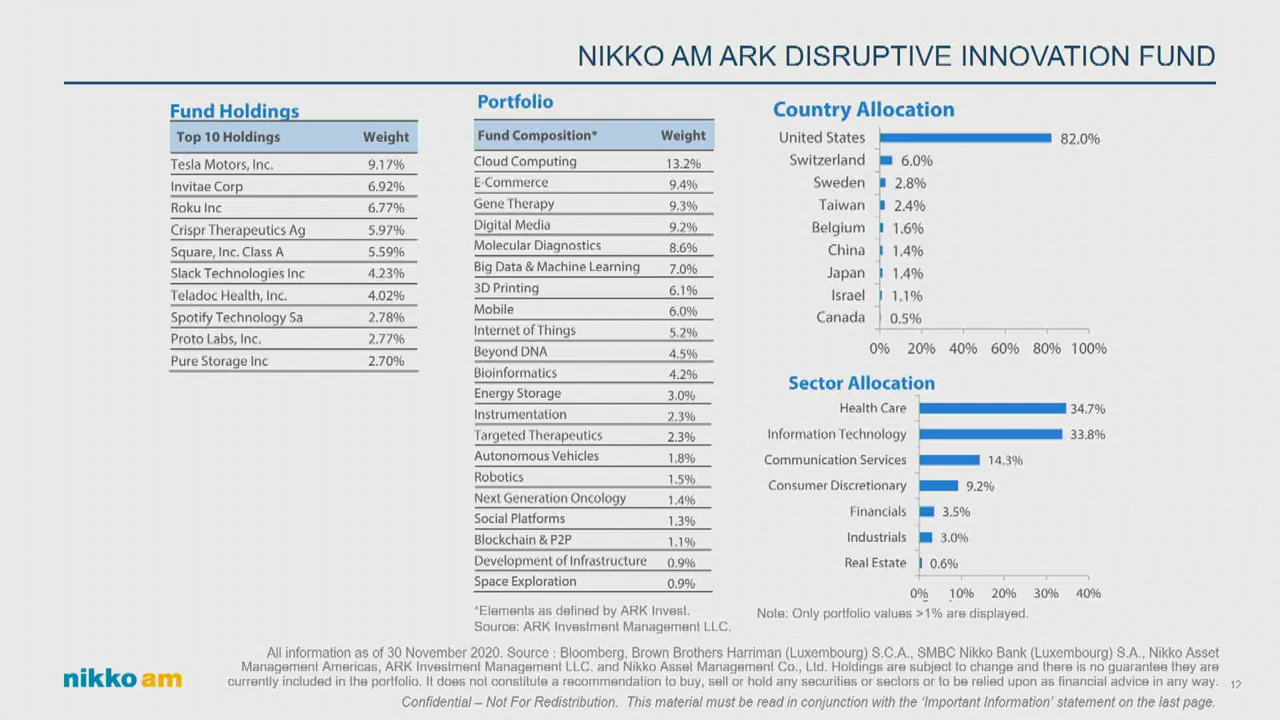 NIKKO AM ARK DISRUPTIVE INNOVATION FUND
Fund Holdings
Top 10 Holdings Weight
Tesla Motors, Inc. 9.17%
Invitae Corp 6.92%
Roku Inc 6.77%
Crispr Therapeutics Ag 5.97%
Square, Inc. Class A 5.59%
Slack Technologies Inc 4.23%
Teladoc Health, Inc. 4.02%
Spotify Technology Sa 2.78%
Proto Labs, Inc. 2.77%
Pure Storage Inc 2.70%
Portfolio
Fund Composition* Weight
Cloud Computing 13.2%
E-Commerce 9.4%
Gene Therapy 9.3%
Digital Media 9.2%
Molecular Diagnostics 8.6%
Big Data & Machine Learning 7.0%
3D Printing 6.1%
Mobile 6.0%
Internet of Things 5.2%
Beyond DNA 4.5%
Bioinformatics 4.2%
Energy Storage 3.0%
Instrumentation 2.3%
Targeted Therapeutics 2.3%
Autonomous Vehicles 1.8%
Robotics 1.5%
Next Generation Oncology 1.4%
Social Platforms 1.3%
Blockchain & P2P 1.1%
Development of Infrastructure 0.9%
Space Exploration 0.9%
*Elements as defined by ARK Invest.
Source: ARK Investment Management LLC.
Country Allocation
United States 82.0%
Switzerland 6.0%
Sweden 2.8%
Taiwan 2.4%
Belgium 1.6%
China 1.4%
Japan 1.4%
Israel 1.1%
Canada 0.5%
0% 20% 40% 60% 80% 100%
Sector Allocation
Health Care 34.7%
Information Technology 33.8%
Communication Services 14.3%
Consumer Discretionary 9.2%
Financials 3.5%
Industrials 3.0%
Real Estate 0.6%
0% 10% 20% 30% 40%
Note: Only portfolio values >1% are displayed.
All information as of 30 November 2020. Source : Bloomberg, Brown Brothers Harriman (Luxembourg) S.C.A., SMBC Nikko Bank (Luxembourg) S.A., Nikko Asset
Management Americas, ARK Investment Management LLC. and Nikko Asset Management Co., Ltd. Holdings are subject to change and there is no guarantee they are
currently included in the portfolio. It does not constitute a recommendation to buy, sell or hold any securities or sectors or to be relied upon as financial advice in any way.
12
Confidential – Not For Redistribution. This material must be read in conjunction with the ‘Important Information’ statement on the last page.
nikko am